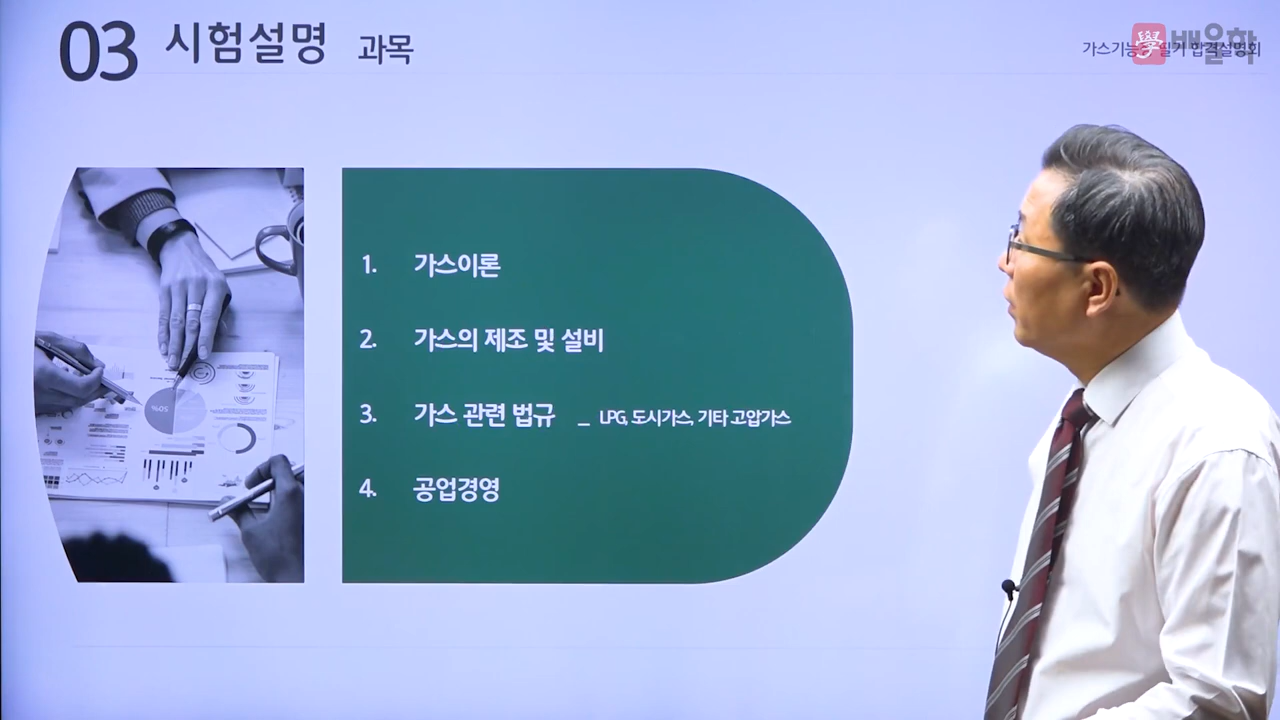 03 시험설명 과목
가스기능장 필기 합격설명회
學 배울학
1. 가스이론
2. 가스의 제조 및 설비
3. 가스 관련 법규 _ LPG, 도시가스, 기타 고압가스
4. 공업경영
50%